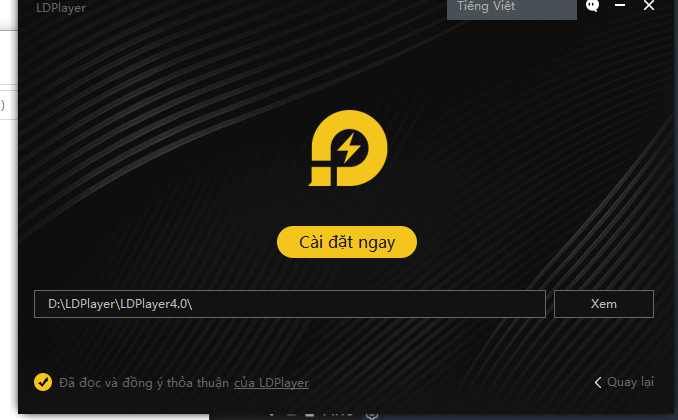 LDPlayer
Tiếng Việt
)
Cài đặt ngay
D:\LDPlayer\LDPlayer4.0\
Xem
Đã đọc và đồng ý thỏa thuận của LDPlayer
Quay lại